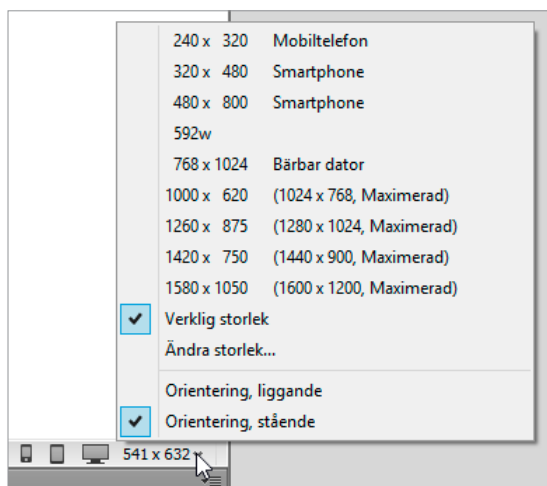 240 x 320 Mobiltelefon
320 x 480 Smartphone
480 x 800 Smartphone
592w
768 x 1024 Bärbar dator
1000 x 620 (1024 x 768, Maximerad)
1260 x 875 (1280 x 1024, Maximerad)
1420 x 750 (1440 x 900, Maximerad)
1580 x 1050 (1600 x 1200, Maximerad)
Verklig storlek
Ändra storlek...
Orientering, liggande
Orientering, stående
541 x 632